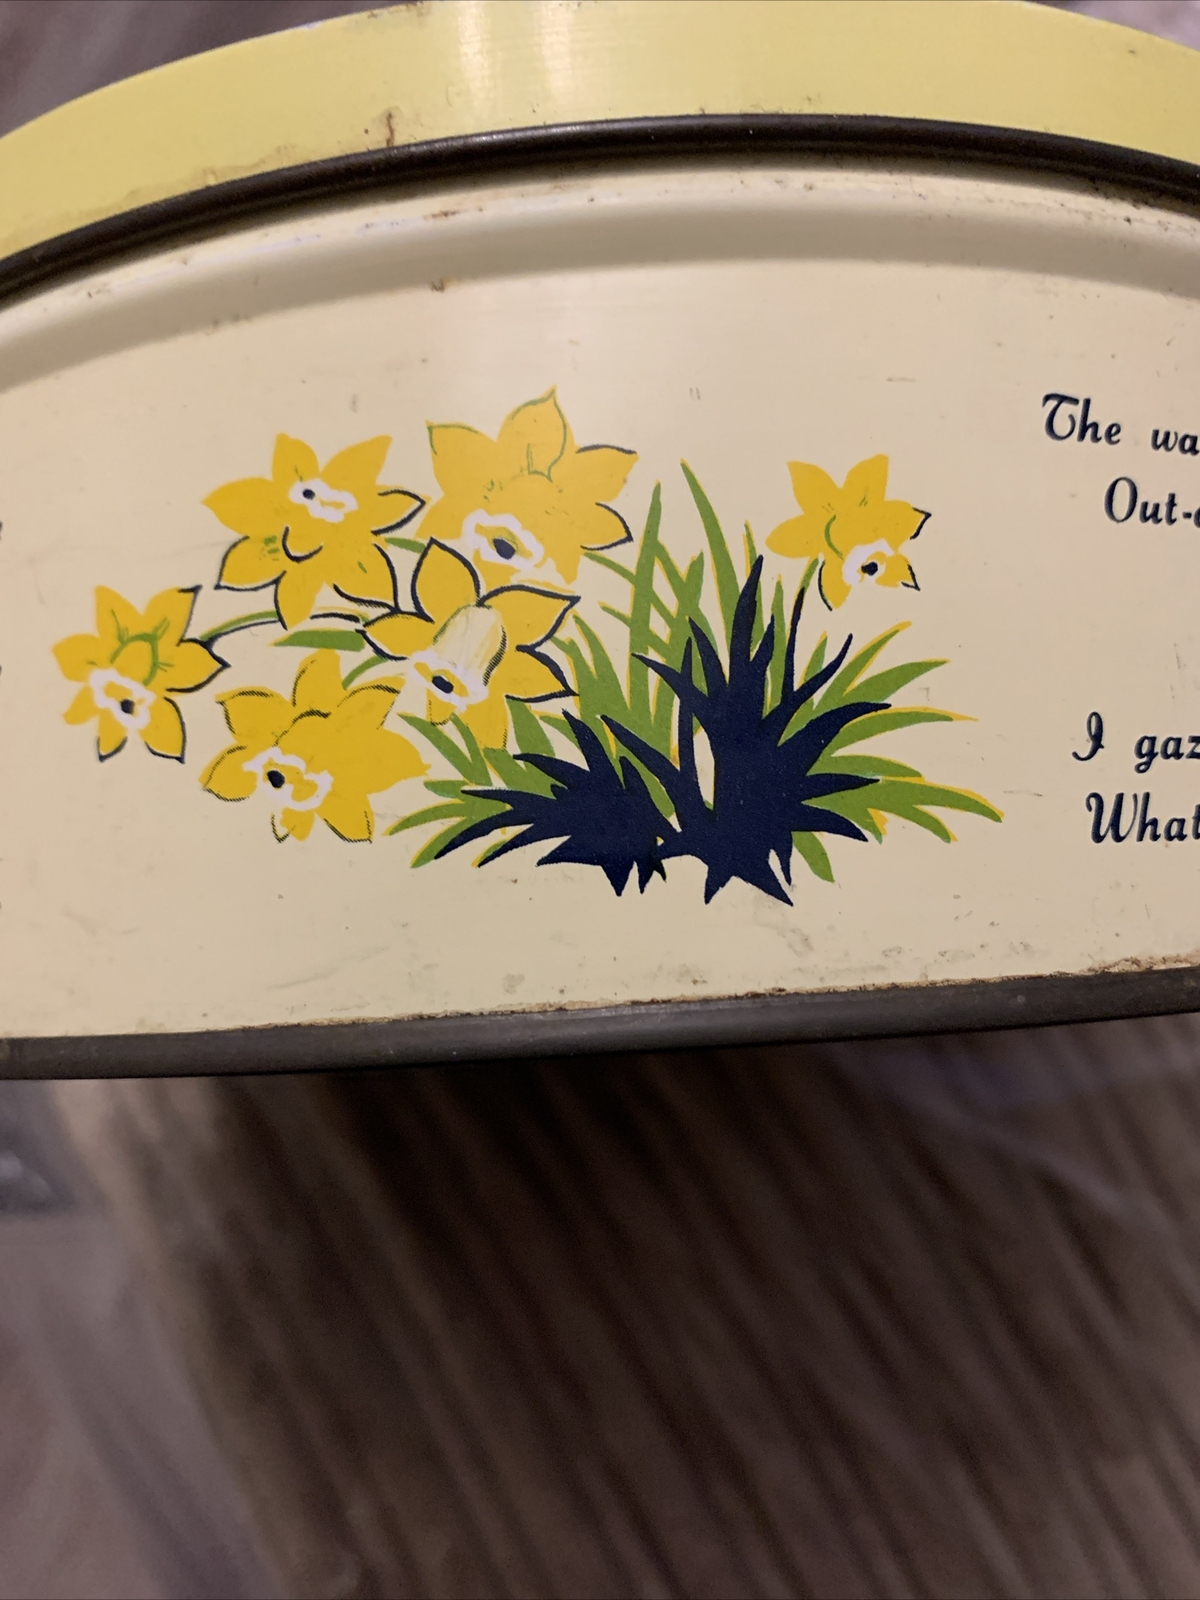 The wa
Out-
I gaz
What